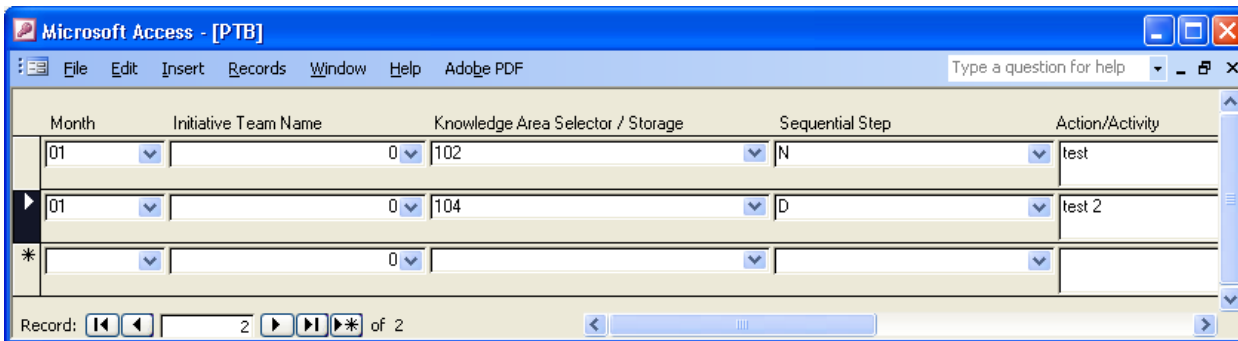 Microsoft Access - [PTB]
File Edit Insert Records Window Help Adobe PDF Type a question for help
Month Initiative Team Name Knowledge Area Selector / Storage Sequential Step Action/Activity
01 0 102 N test
01 0 104 D test 2
* 0
Record: 2 of 2